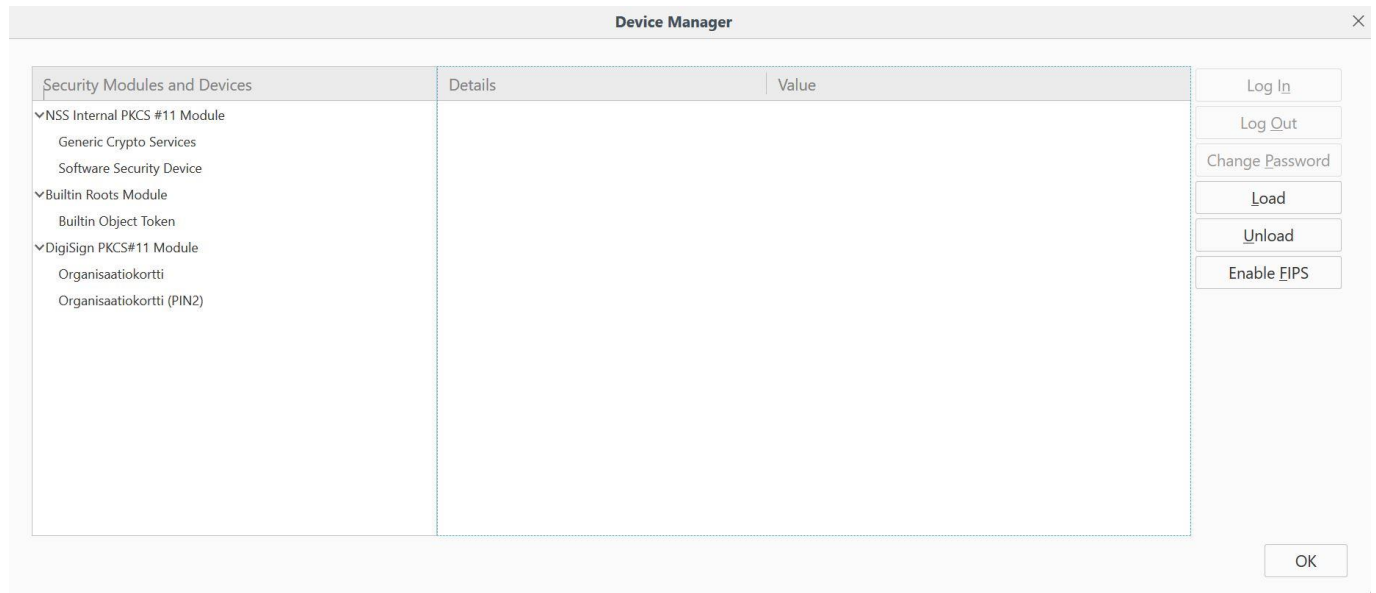 Device Manager
Security Modules and Devices
Details
Value
NSS Internal PKCS #11 Module
Generic Crypto Services
Software Security Device
Builtin Roots Module
Builtin Object Token
DigiSign PKCS#11 Module
Organisaatiokortti
Organisaatiokortti (PIN2)
Log In
Log Out
Change Password
Load
Unload
Enable FIPS
OK